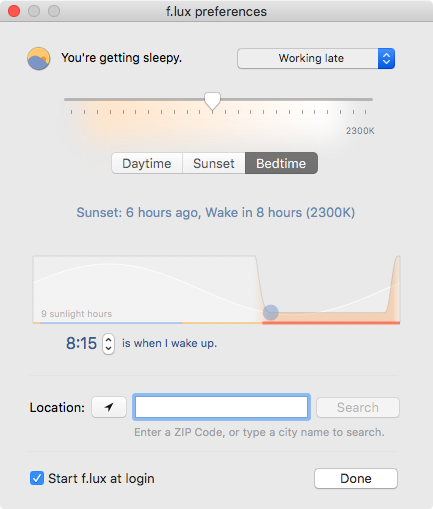 f.lux preferences
You're getting sleepy.
Working late
2300K
Daytime
Sunset
Bedtime
Sunset: 6 hours ago, Wake in 8 hours (2300K)
9 sunlight hours
8:15 is when I wake up.
Location:
Search
Enter a ZIP Code, or type a city name to search.
Start f.lux at login
Done